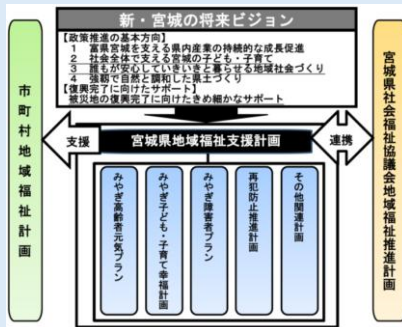 新・宮城の将来ビジョン
【政策推進の基本方向】
1 富県宮城を支える県内産業の持続的な成長促進
2 社会全体で支える宮城の子ども・子育て
3 誰もが安心していきいきと暮らせる地域社会づくり
4 強靭で自然と調和した県土づくり
【復興完了に向けたサポート】
被災地の復興完了に向けたきめ細かなサポート
市町村地域福祉計画
支援
宮城県地域福祉支援計画
連携
宮城県社会福祉協議会地域福祉推進計画
みやぎ高齢者元気プラン
みやぎ子ども・子育て幸福計画
みやぎ障害者プラン
再犯防止推進計画
その他関連計画